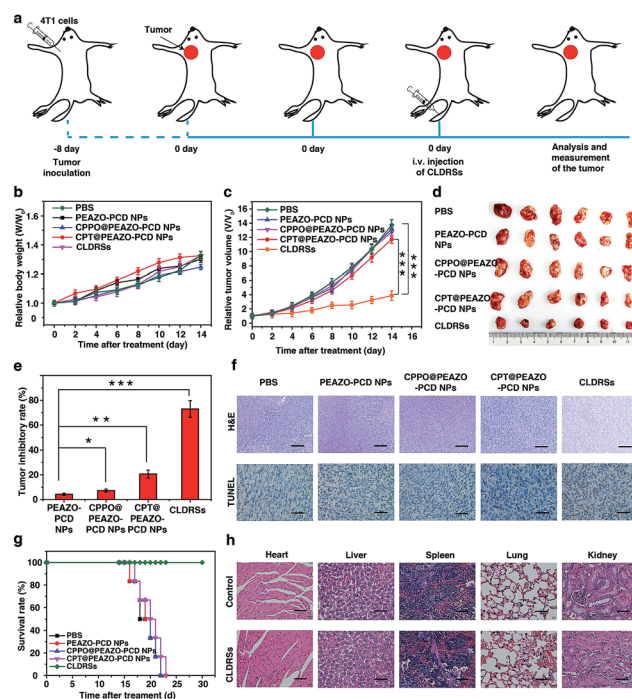 a
4T1 cells
Tumor
-8 day
0 day
0 day
0 day
Tumor
inoculation
i.v. injection
of CLDRSs
Analysis and
measurement
of the tumor
b
Relative body weight (W/W0)
1.6
1.4
1.2
1.0
PBS
PEAZO-PCD NPs
CPPO@PEAZO-PCD NPs
CPT@PEAZO-PCD NPs
CLDRSs
0 2 4 6 8 10 12 14
Time after treatment (day)
c
Relative tumor volume (V/V0)
20
18
16
14
12
10
8
6
4
2
0
PBS
PEAZO-PCD NPs
CPPO@PEAZO-PCD NPs
CPT@PEAZO-PCD NPs
CLDRSs
***
***
0 2 4 6 8 10 12 14 16
Time after treatment (day)
d
PBS
PEAZO-PCD
NPs
CPPO@PEAZO
-PCD NPs
CPT@PEAZO
-PCD NPs
CLDRSs
e
Tumor inhibitory rate (%)
100
80
60
40
20
0
***
**
*
PEAZO-
PCD
NPs
CPPO@
PEAZO-
PCD NPs
CPT@
PEAZO-
PCD NPs
CLDRSs
f
PBS
PEAZO-PCD NPs
CPPO@PEAZO
-PCD NPs
CPT@PEAZO
-PCD NPs
CLDRSs
H&E
TUNEL
g
Survival rate (%)
100
80
60
40
20
0
PBS
PEAZO-PCD NPs
CPPO@PEAZO-PCD NPs
CPT@PEAZO-PCD NPs
CLDRSs
0 5 10 15 20 25 30
Time after treament (d)
h
Heart
Liver
Spleen
Lung
Kidney
Control
CLDRSs